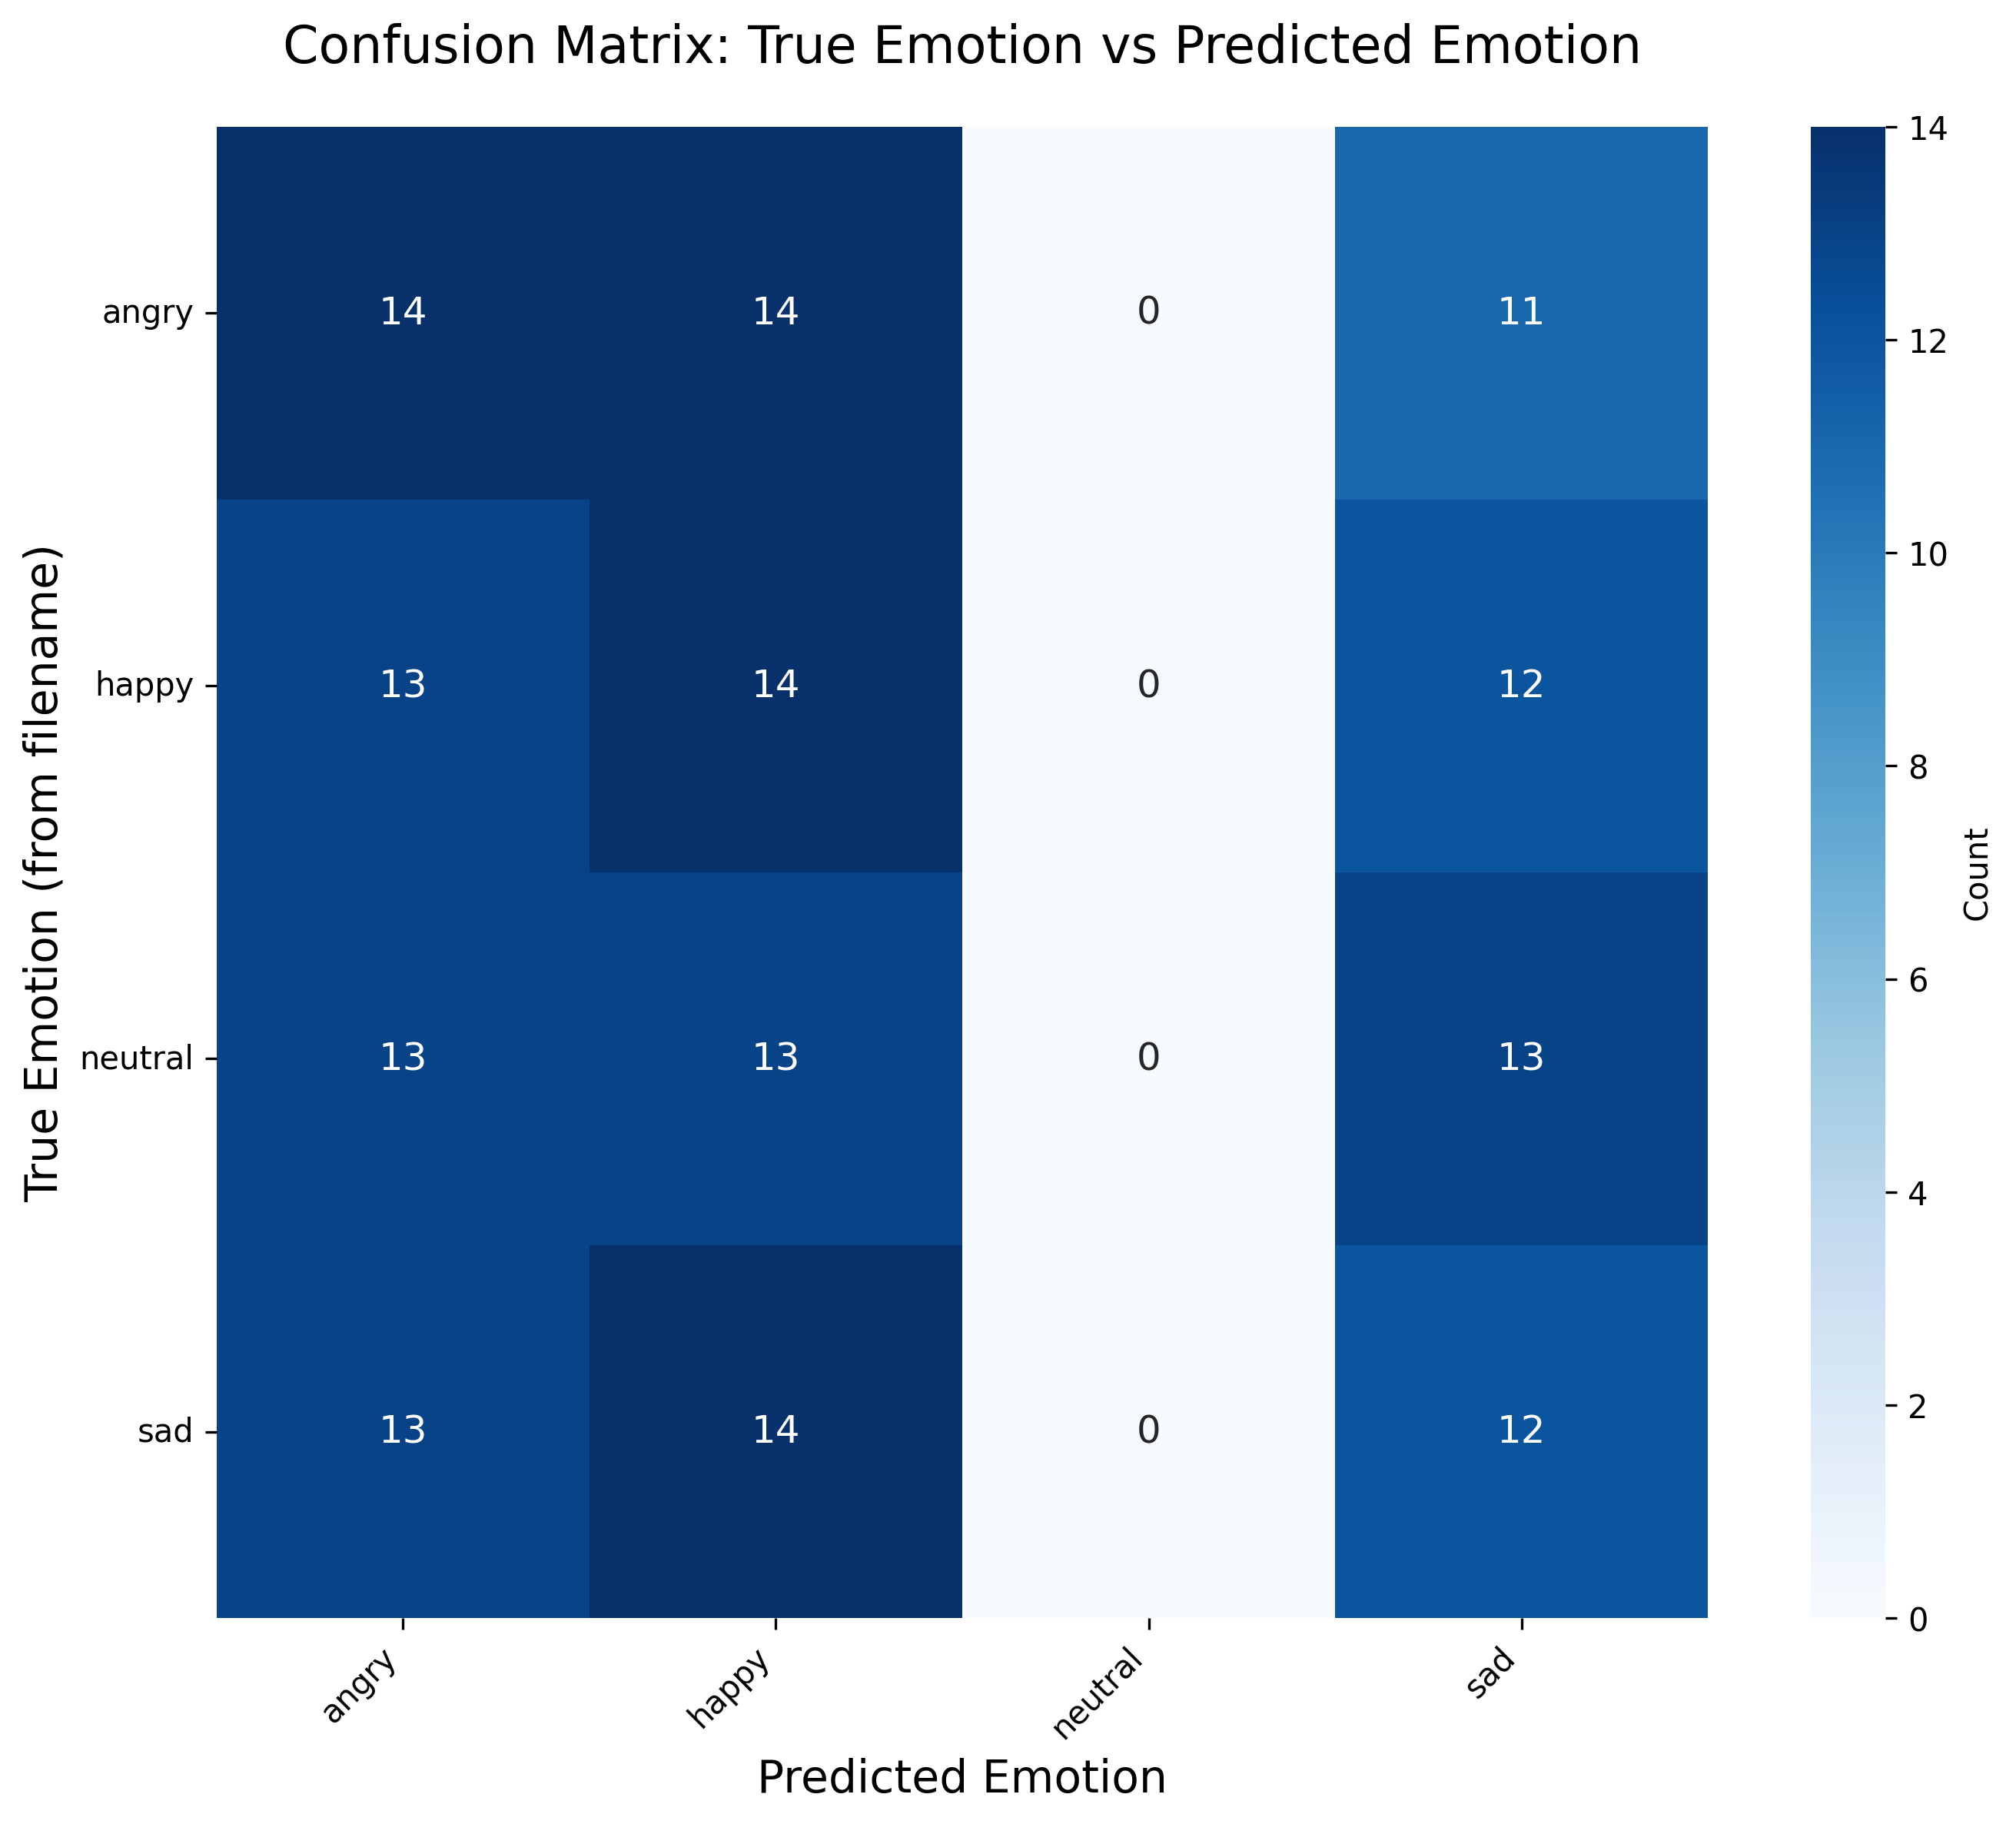 Confusion Matrix: True Emotion vs Predicted Emotion
True Emotion (from filename)
angry
14 14 0 11
happy
13 14 0 12
neutral
13 13 0 13
sad
13 14 0 12
angry
happy
neutral
sad
Predicted Emotion
14
12
10
8
6
4
2
0
Count